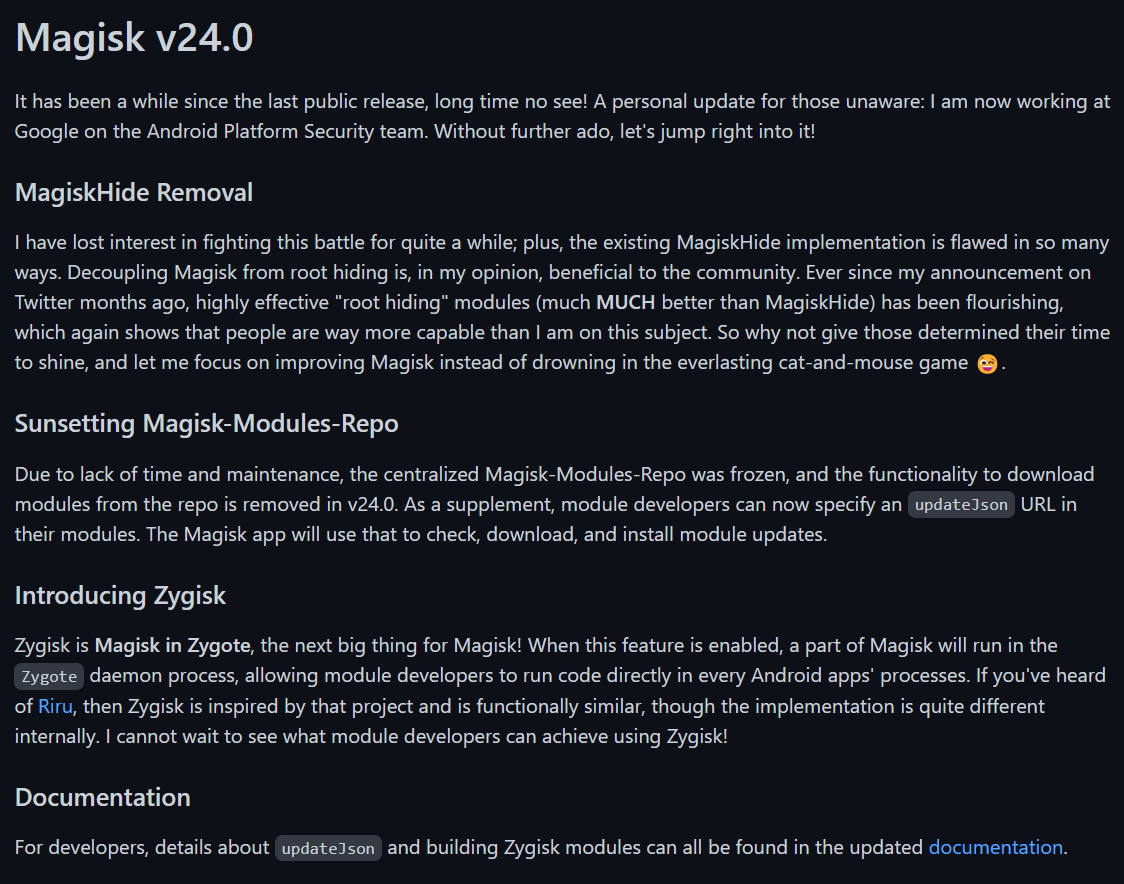 Magisk v24.0
It has been a while since the last public release, long time no see! A personal update for those unaware: I am now working at
Google on the Android Platform Security team. Without further ado, let's jump right into it!
MagiskHide Removal
I have lost interest in fighting this battle for quite a while; plus, the existing MagiskHide implementation is flawed in so many
ways. Decoupling Magisk from root hiding is, in my opinion, beneficial to the community. Ever since my announcement on
Twitter months ago, highly effective "root hiding" modules (much MUCH better than MagiskHide) has been flourishing,
which again shows that people are way more capable than I am on this subject. So why not give those determined their time
to shine, and let me focus on improving Magisk instead of drowning in the everlasting cat-and-mouse game 😄.
Sunsetting Magisk-Modules-Repo
Due to lack of time and maintenance, the centralized Magisk-Modules-Repo was frozen, and the functionality to download
modules from the repo is removed in v24.0. As a supplement, module developers can now specify an updateJson URL in
their modules. The Magisk app will use that to check, download, and install module updates.
Introducing Zygisk
Zygisk is Magisk in Zygote, the next big thing for Magisk! When this feature is enabled, a part of Magisk will run in the
Zygote daemon process, allowing module developers to run code directly in every Android apps' processes. If you've heard
of Riru, then Zygisk is inspired by that project and is functionally similar, though the implementation is quite different
internally. I cannot wait to see what module developers can achieve using Zygisk!
Documentation
For developers, details about updateJson and building Zygisk modules can all be found in the updated documentation.